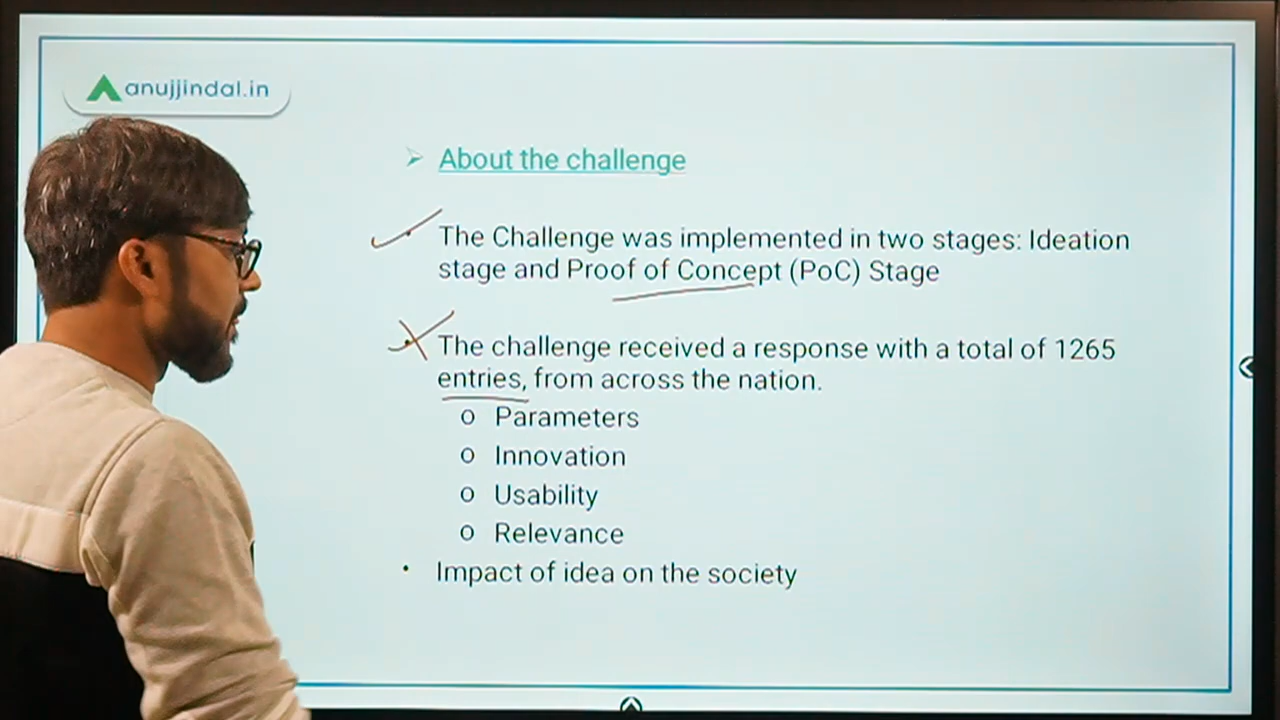 anujjindal.in
➢ About the challenge
The Challenge was implemented in two stages: Ideation
stage and Proof of Concept (PoC) Stage
The challenge received a response with a total of 1265
entries, from across the nation.
o Parameters
o Innovation
o Usability
o Relevance
• Impact of idea on the society